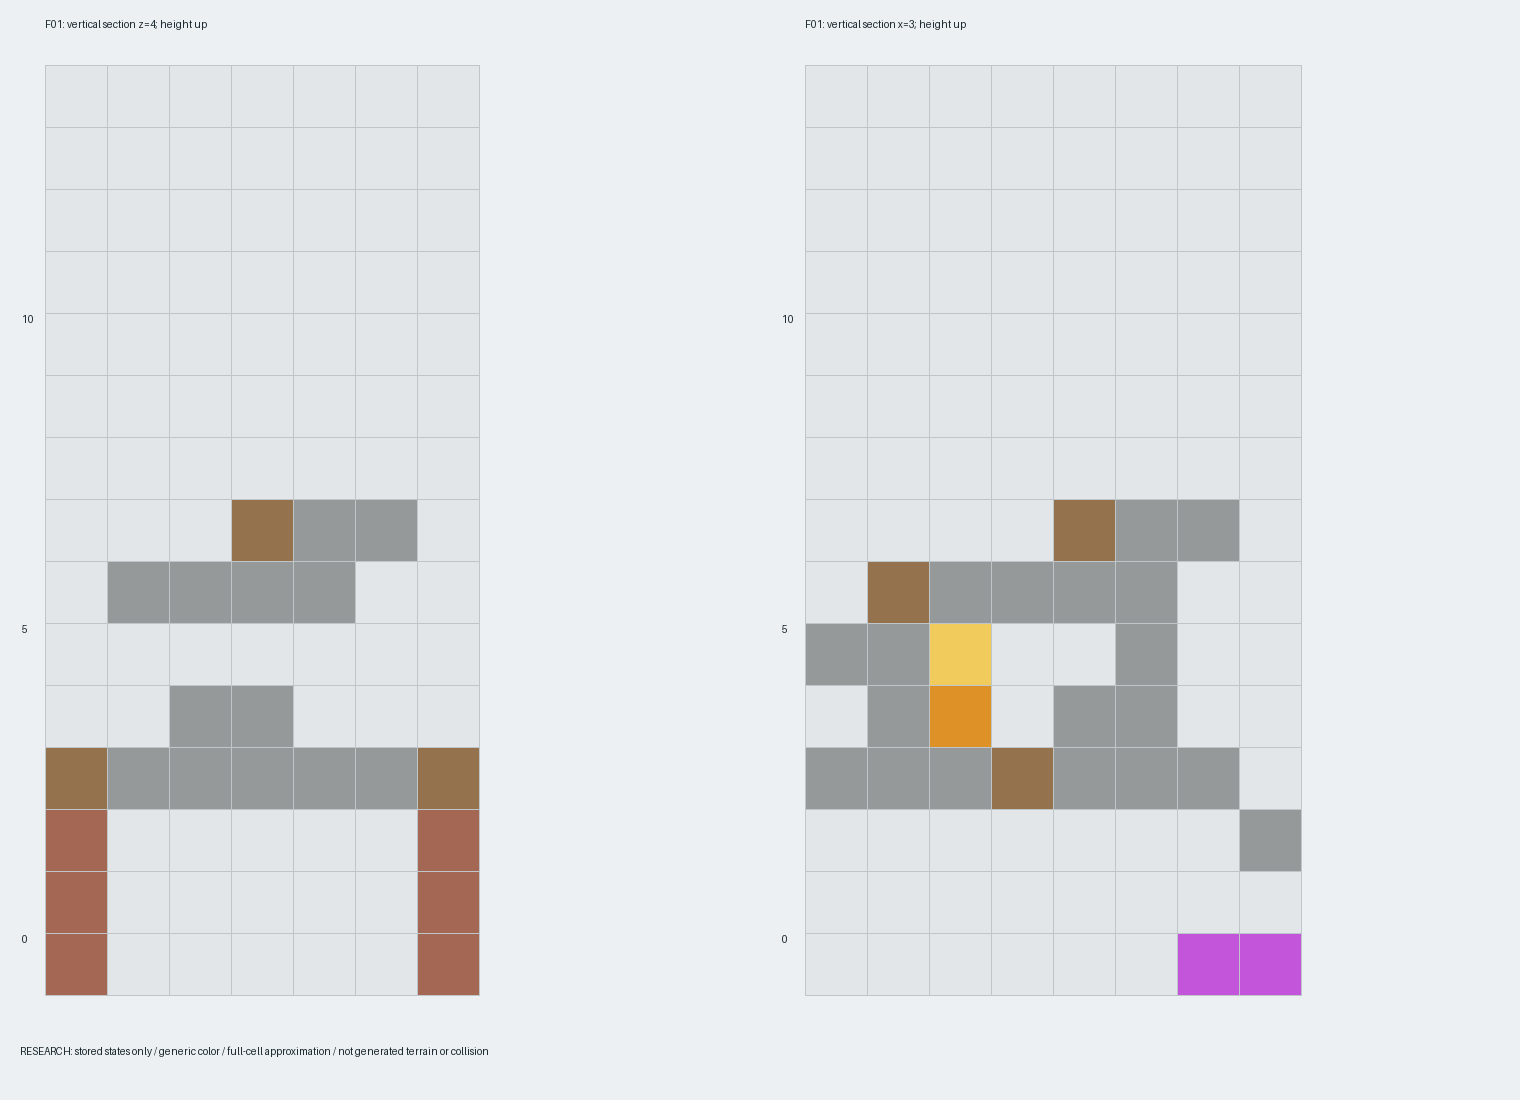 F01: vertical section z=4; height up
F01: vertical section x=3; height up
10
10
5
5
0
0
RESEARCH: stored states only / generic color / full-cell approximation / not generated terrain or collision